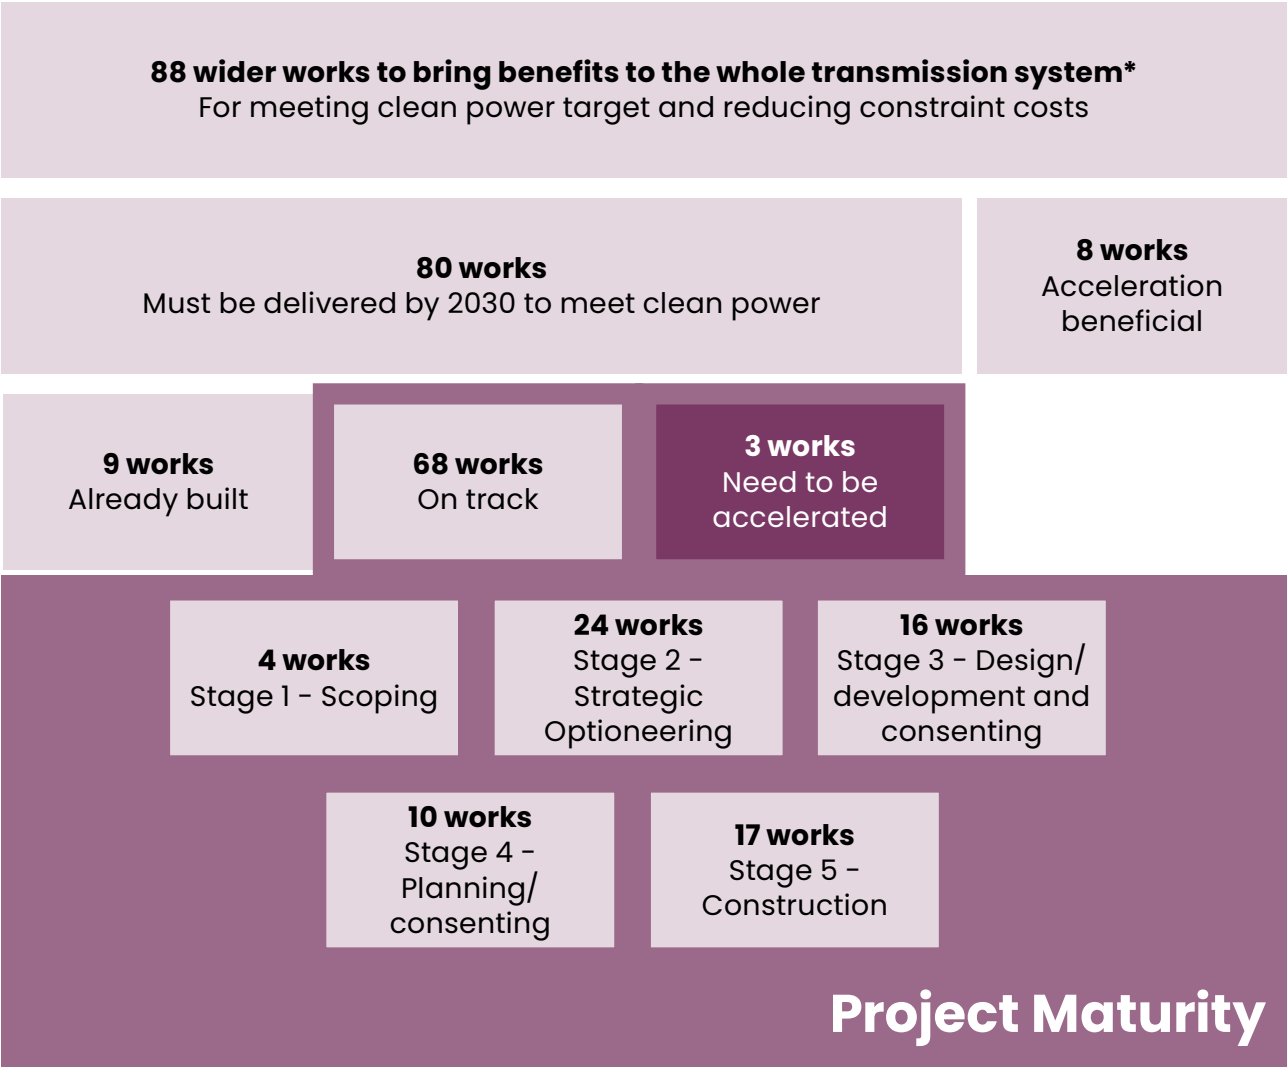 88 wider works to bring benefits to the whole transmission system*
For meeting clean power target and reducing constraint costs
80 works
Must be delivered by 2030 to meet clean power
8 works
Acceleration
beneficial
9 works
Already built
68 works
On track
3 works
Need to be
accelerated
4 works
Stage 1 - Scoping
24 works
Stage 2 -
Strategic
Optioneering
16 works
Stage 3 - Design/
development and
consenting
10 works
Stage 4 -
Planning/
consenting
17 works
Stage 5 -
Construction
Project Maturity